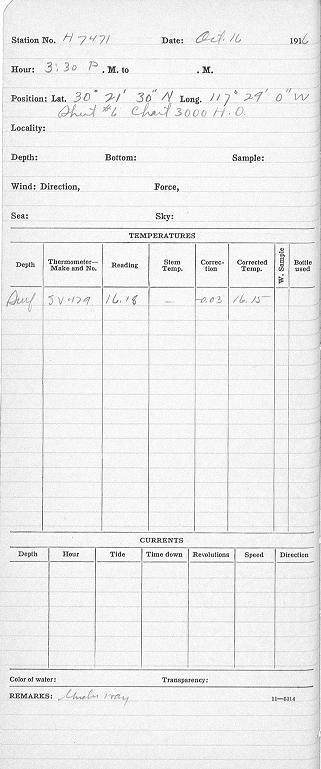 Station No. H7471 Date: Oct. 16 1916
Hour: 3:30 P. M. to . M.
Position: Lat. 30° 21' 30" N Long. 117° 29' 0" W
Sheet #6 Chart 3000 H.O.
Locality:
Depth: Bottom: Sample:
Wind: Direction, Force,
Sea: Sky:
TEMPERATURES
Depth Thermometer—Make and No. Reading Stem Temp. Correction Corrected Temp. W. Sample Bottle used
Surf SV-179 16.18 — -0.03 16.15
CURRENTS
Depth Hour Tide Time down Revolutions Speed Direction
Color of water: Transparency:
REMARKS: Under way 11—6314